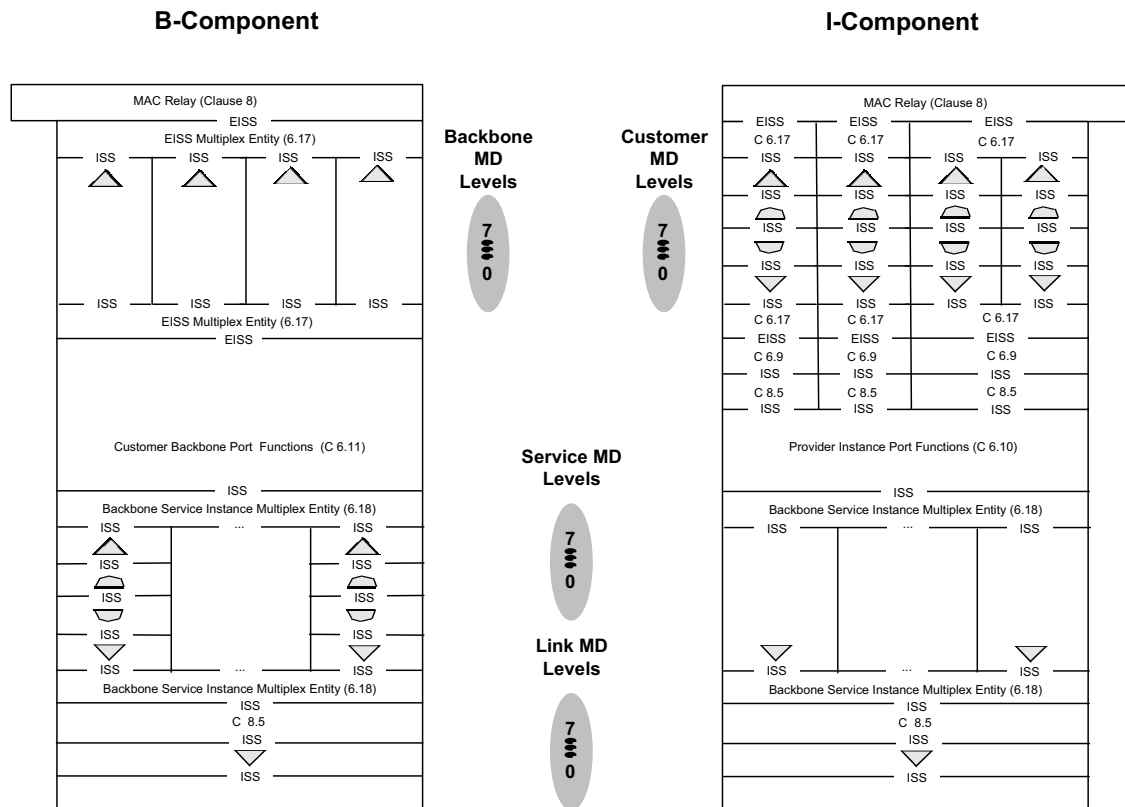 B-Component
I-Component
MAC Relay (Clause 8)
EISS
EISS Multiplex Entity (6.17)
ISS ISS ISS ISS
ISS ISS ISS ISS
EISS Multiplex Entity (6.17)
EISS
Customer Backbone Port Functions (C 6.11)
ISS
Backbone Service Instance Multiplex Entity (6.18)
ISS ... ISS
ISS ISS
ISS ISS
ISS ISS
ISS ... ISS
Backbone Service Instance Multiplex Entity (6.18)
ISS
C 8.5
ISS
ISS
Backbone
MD
Levels
7
0
Customer
MD
Levels
7
0
Service MD
Levels
7
0
Link MD
Levels
7
0
MAC Relay (Clause 8)
EISS EISS EISS
C 6.17 C 6.17 C 6.17
ISS ISS ISS ISS
ISS ISS ISS ISS
ISS ISS ISS ISS
ISS ISS ISS ISS
ISS ISS ISS ISS
C 6.17 C 6.17 C 6.17
EISS EISS EISS
C 6.9 C 6.9 C 6.9
ISS ISS ISS
C 8.5 C 8.5 C 8.5
ISS ISS ISS
Provider Instance Port Functions (C 6.10)
ISS
Backbone Service Instance Multiplex Entity (6.18)
ISS ... ISS
ISS ... ISS
Backbone Service Instance Multiplex Entity (6.18)
ISS
C 8.5
ISS
ISS